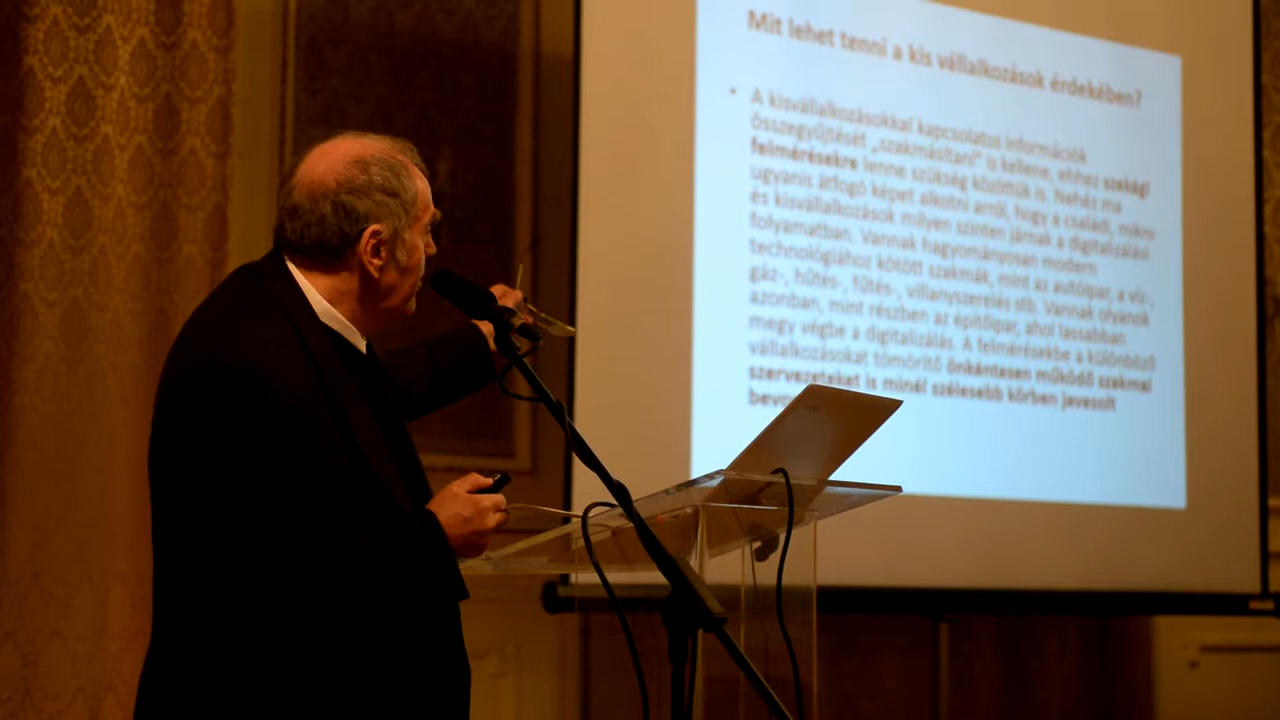 Mit lehet tenni a kis vállalkozások érdekében?
• A kisvállalkozásokkal kapcsolatos információk
összegyűjtését „szakmásítani" is kellene, ehhez szakági
felmérésekre lenne szükség közöttük is. Nehéz ma
ugyanis átfogó képet alkotni arról, hogy a családi, mikro
és kisvállalkozások milyen szinten járnak a digitalizálási
folyamatban. Vannak hagyományosan modern
technológiához kötött szakmák, mint az autóipar, a víz-,
gáz-, hűtés-, fűtés-, villanyszerelés stb. Vannak olyanok
azonban, mint részben az építőipar, ahol lassabban
megy végbe a digitalizálás. A felmérésekbe a különböző
vállalkozásokat tömörítő önkéntesen működő szakmai
szervezeteket is minél szélesebb körben javasolt